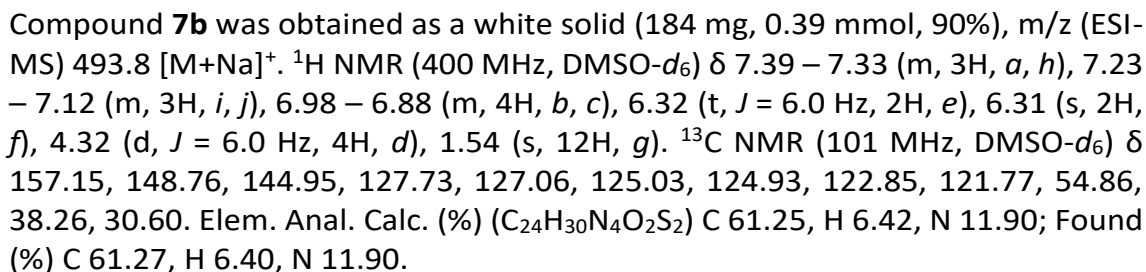 Compound 7b was obtained as a white solid (184 mg, 0.39 mmol, 90%), m/z (ESI-
MS) 493.8 [M+Na]⁺. ¹H NMR (400 MHz, DMSO-d₆) δ 7.39 – 7.33 (m, 3H, a, h), 7.23
– 7.12 (m, 3H, i, j), 6.98 – 6.88 (m, 4H, b, c), 6.32 (t, J = 6.0 Hz, 2H, e), 6.31 (s, 2H,
f), 4.32 (d, J = 6.0 Hz, 4H, d), 1.54 (s, 12H, g). ¹³C NMR (101 MHz, DMSO-d₆) δ
157.15, 148.76, 144.95, 127.73, 127.06, 125.03, 124.93, 122.85, 121.77, 54.86,
38.26, 30.60. Elem. Anal. Calc. (%) (C₂₄H₃₀N₄O₂S₂) C 61.25, H 6.42, N 11.90; Found
(%) C 61.27, H 6.40, N 11.90.